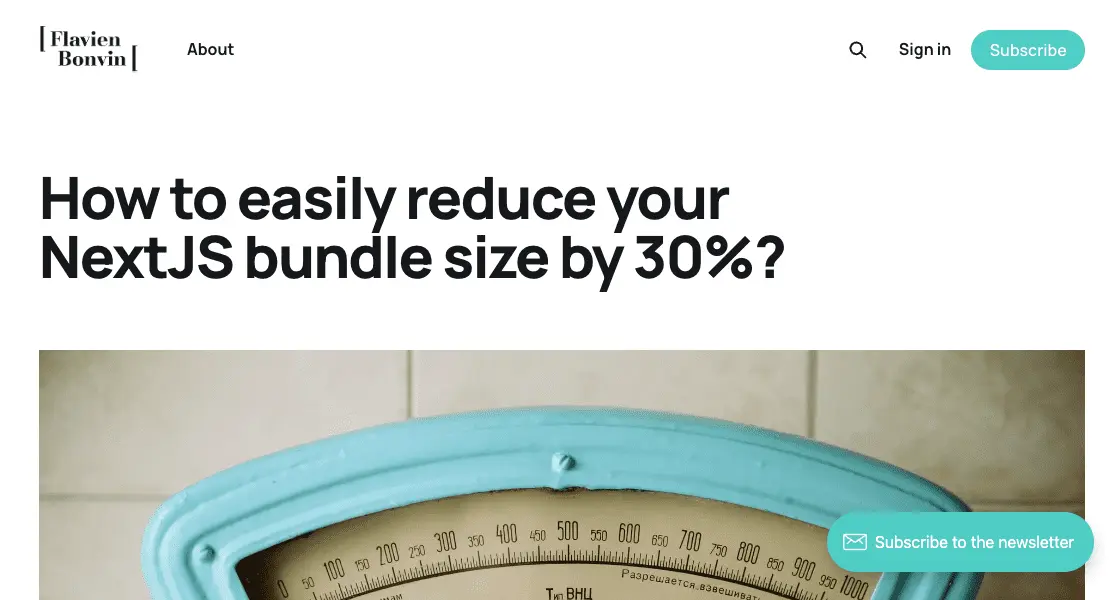 Flavien
Bonvin
About
Sign in
Subscribe
How to easily reduce your
NextJS bundle size by 30%?
0 50 100 150 200 250 300 350 400 450 500 550 600 650 700 750 800 850 900 950 1000
Разрешается взвешивать
Тип ВНЦ
Subscribe to the newsletter